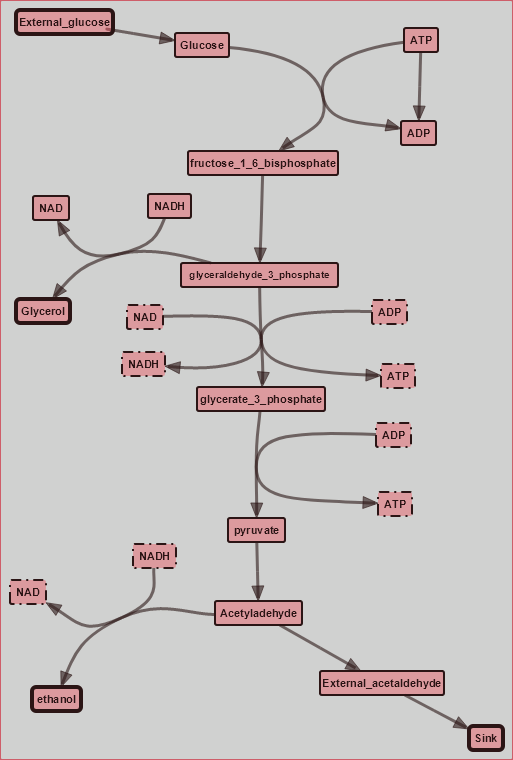 External_glucose
Glucose
ATP
ADP
fructose_1_6_bisphosphate
NAD
NADH
glyceraldehyde_3_phosphate
Glycerol
NAD
ADP
NADH
ATP
glycerate_3_phosphate
ADP
ATP
pyruvate
NADH
NAD
Acetyladehyde
External_acetaldehyde
ethanol
Sink